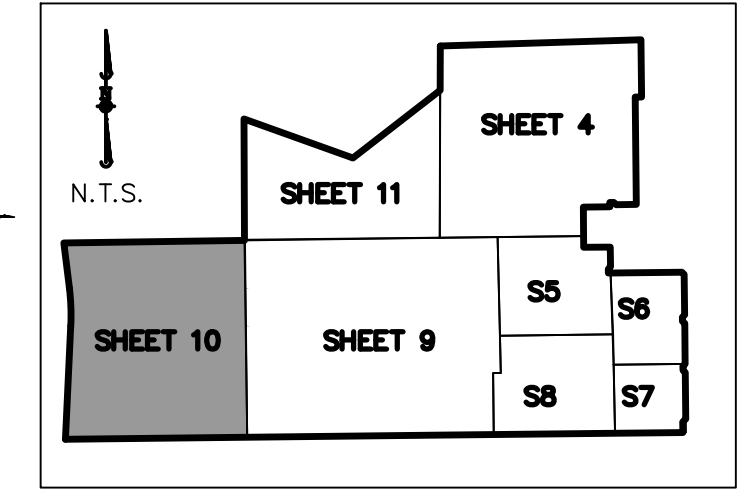 N
N.T.S.
SHEET 4
SHEET 11
S5
S6
SHEET 10
SHEET 9
S8
S7